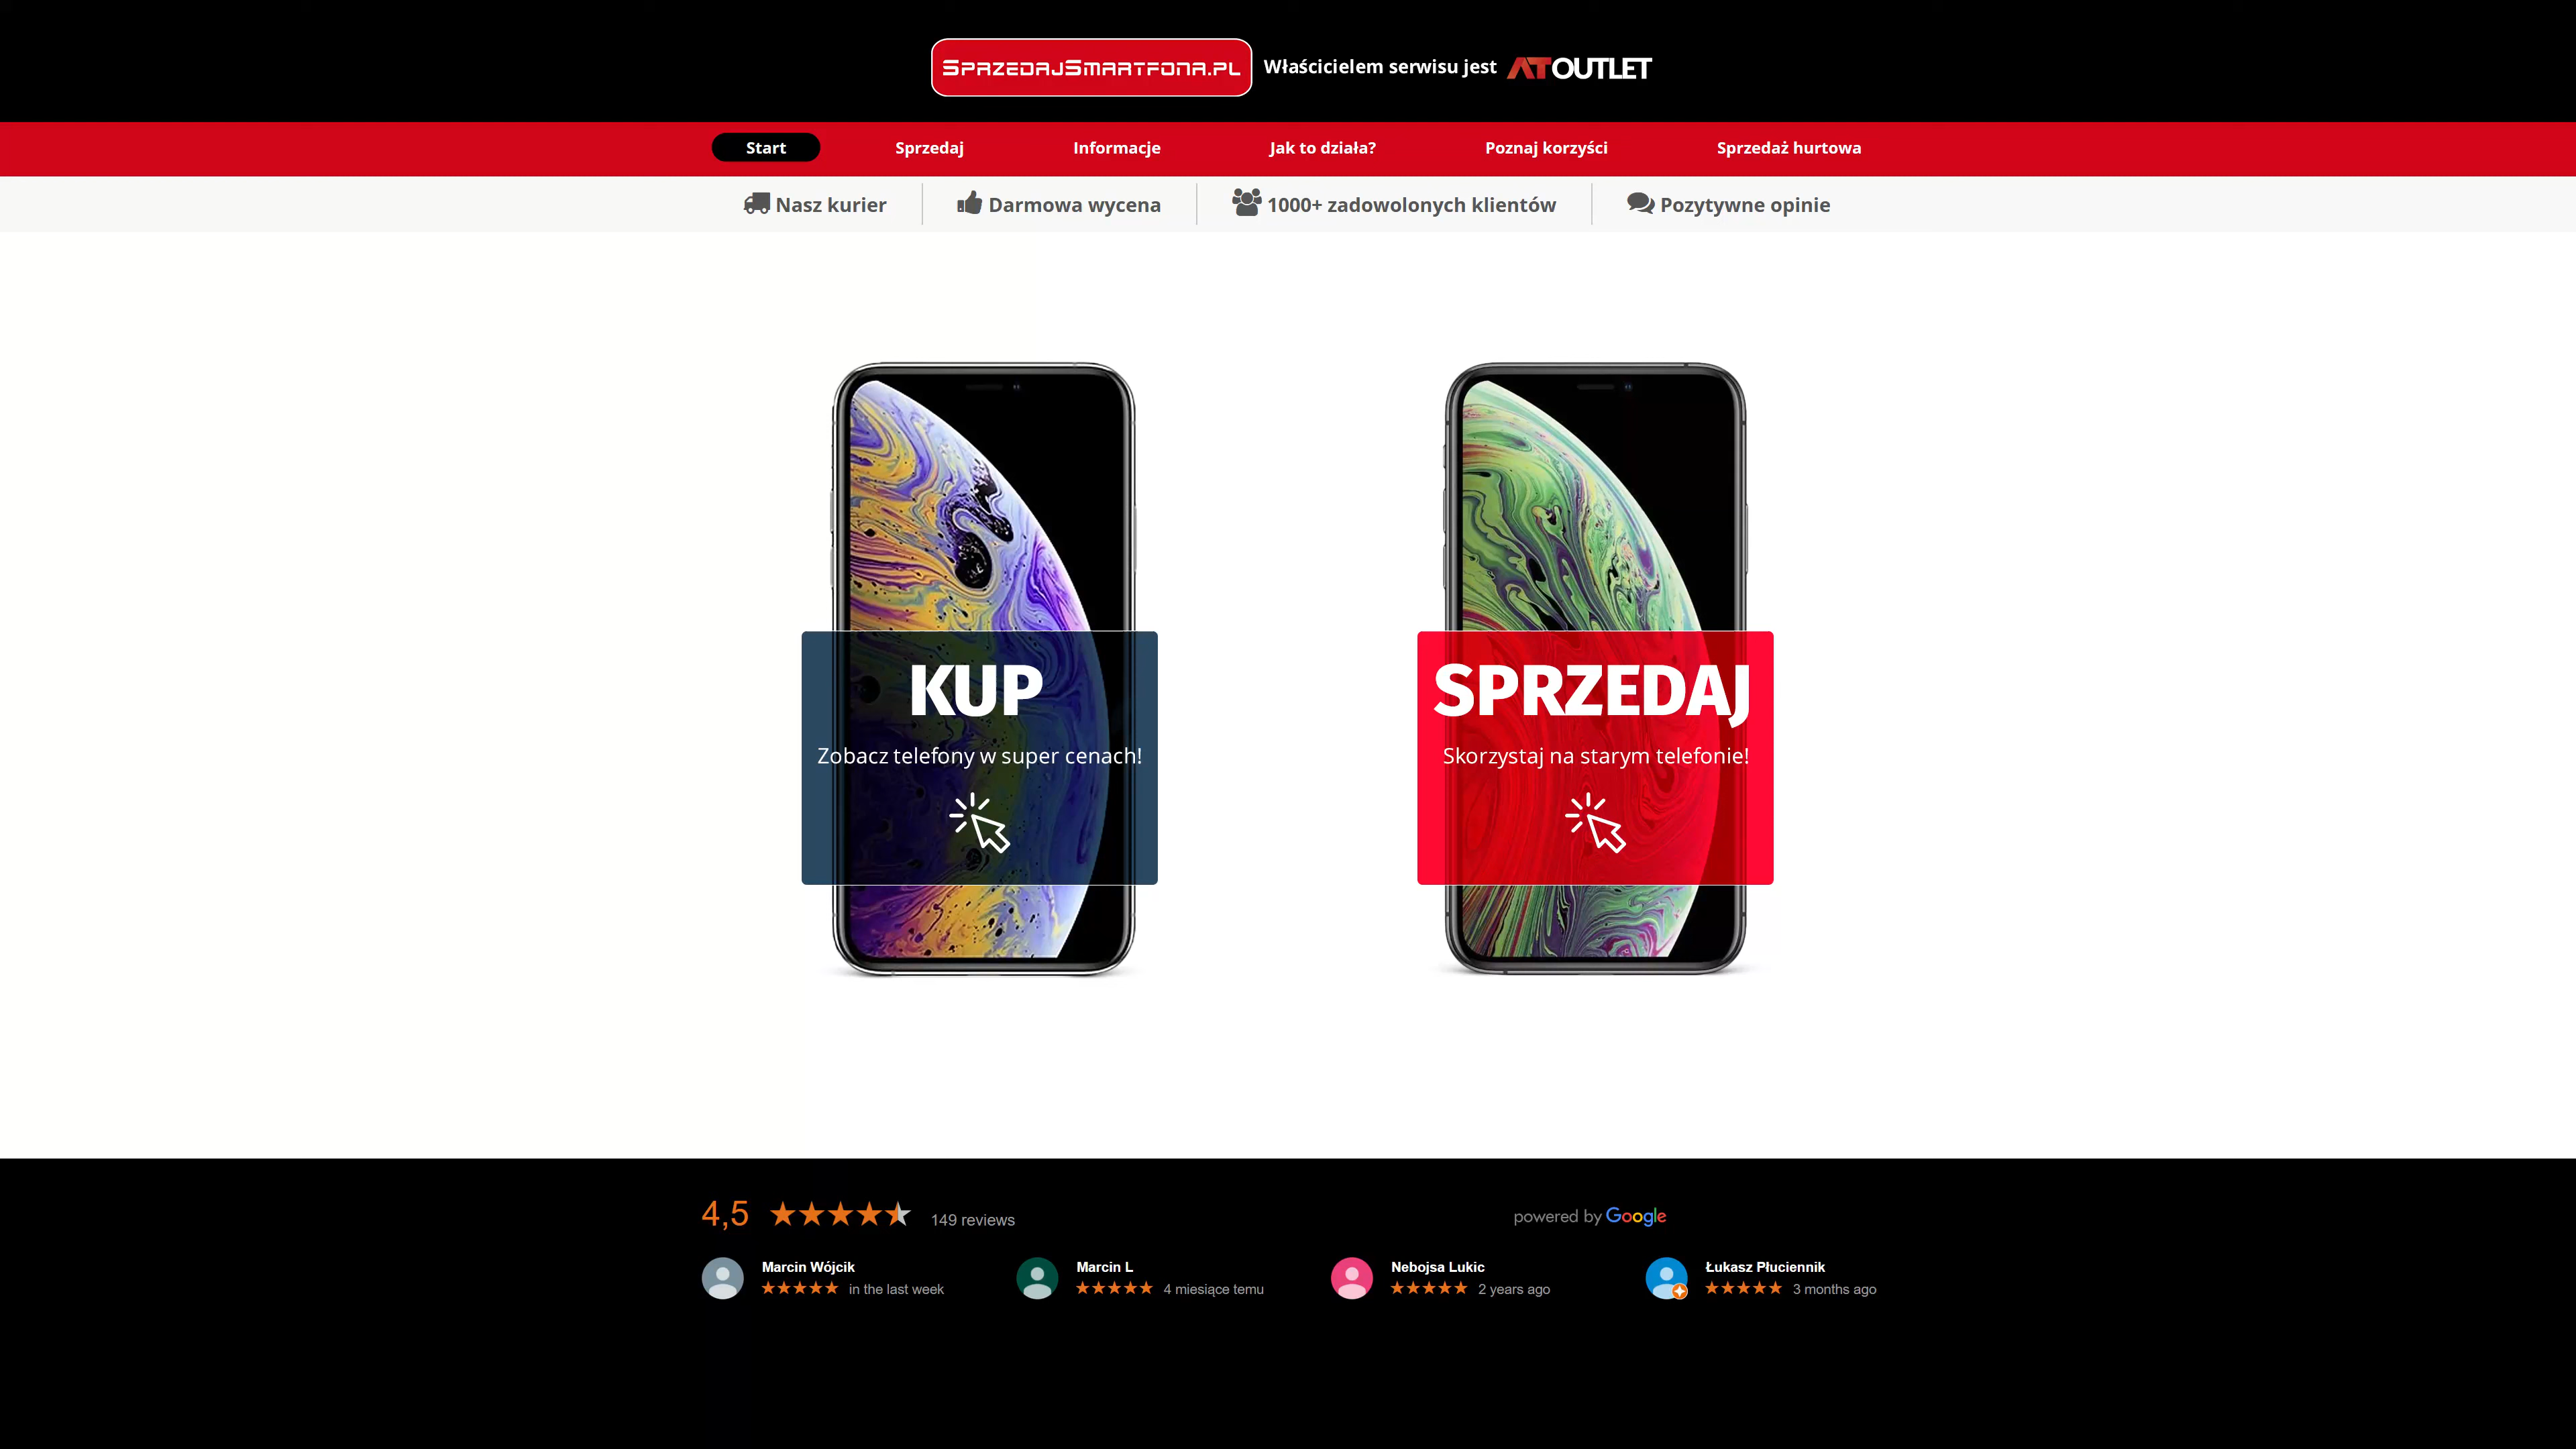 SprzedajSmartfona.pl Właścicielem serwisu jest ATOUTLET
Start Sprzedaj Informacje Jak to działa? Poznaj korzyści Sprzedaż hurtowa
Nasz kurier Darmowa wycena 1000+ zadowolonych klientów Pozytywne opinie
KUP
Zobacz telefony w super cenach!
SPRZEDAJ
Skorzystaj na starym telefonie!
4,5 149 reviews powered by Google
Marcin Wójcik
in the last week
Marcin L
4 miesiące temu
Nebojsa Lukic
2 years ago
Łukasz Płuciennik
3 months ago